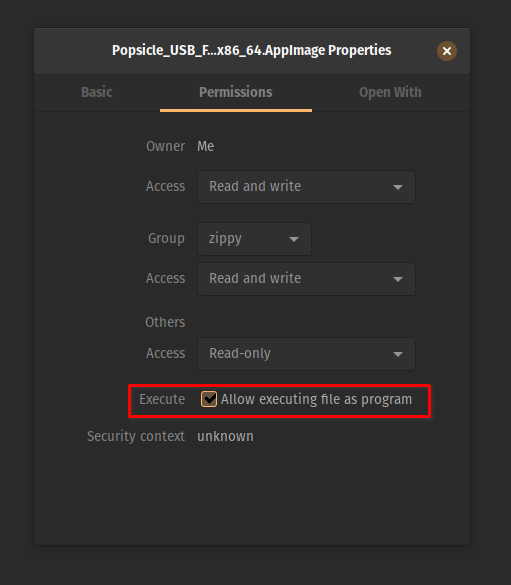 Popsicle_USB_F...x86_64.AppImage Properties
Basic Permissions Open With
Owner Me
Access Read and write
Group zippy
Access Read and write
Others
Access Read-only
Execute Allow executing file as program
Security context unknown